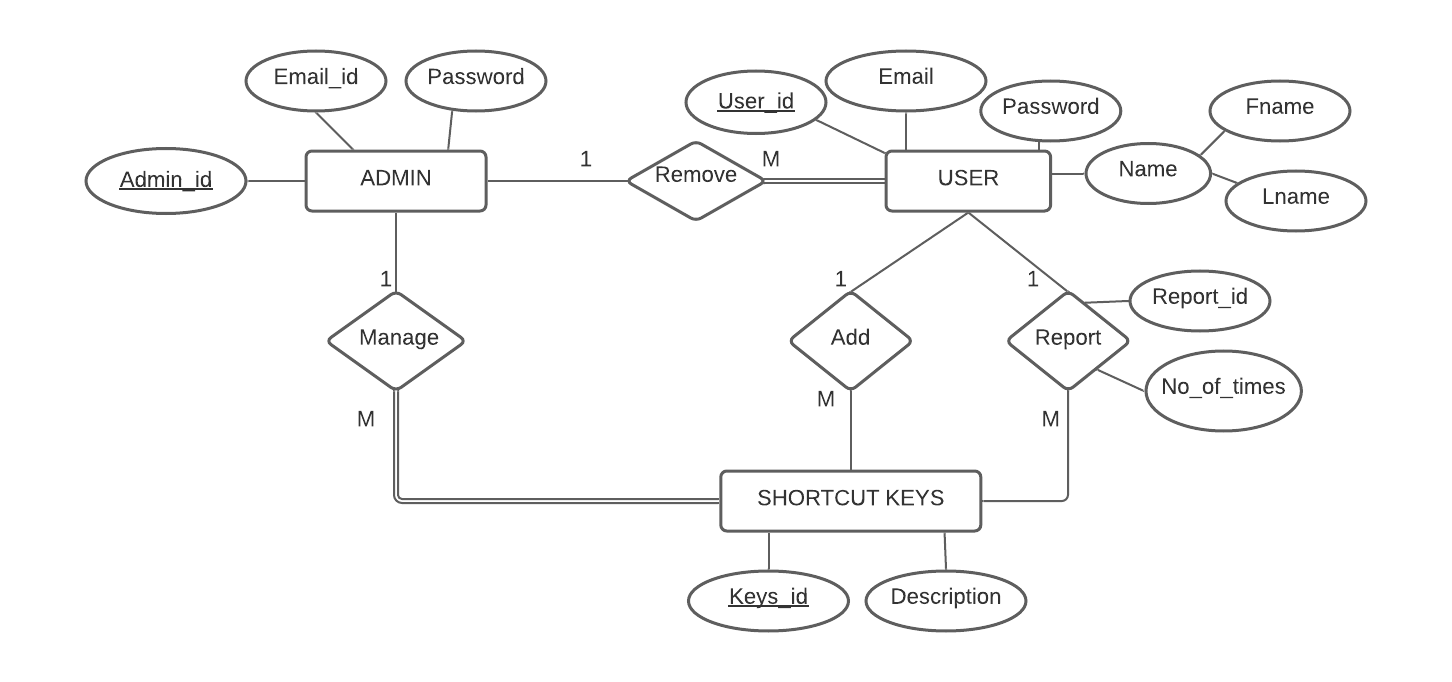 Email_id
Password
Admin_id
ADMIN
1
Remove
M
User_id
Email
Password
USER
Name
Fname
Lname
1
Manage
M
1
Add
M
1
Report
M
Report_id
No_of_times
SHORTCUT KEYS
Keys_id
Description